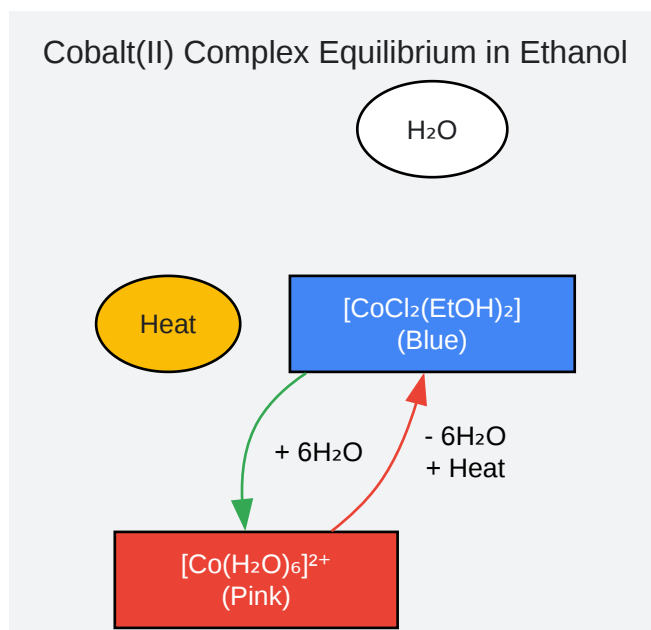 Cobalt(II) Complex Equilibrium in Ethanol
H₂O
Heat
[CoCl₂(EtOH)₂]
(Blue)
+ 6H₂O
- 6H₂O
+ Heat
[Co(H₂O)₆]²⁺
(Pink)